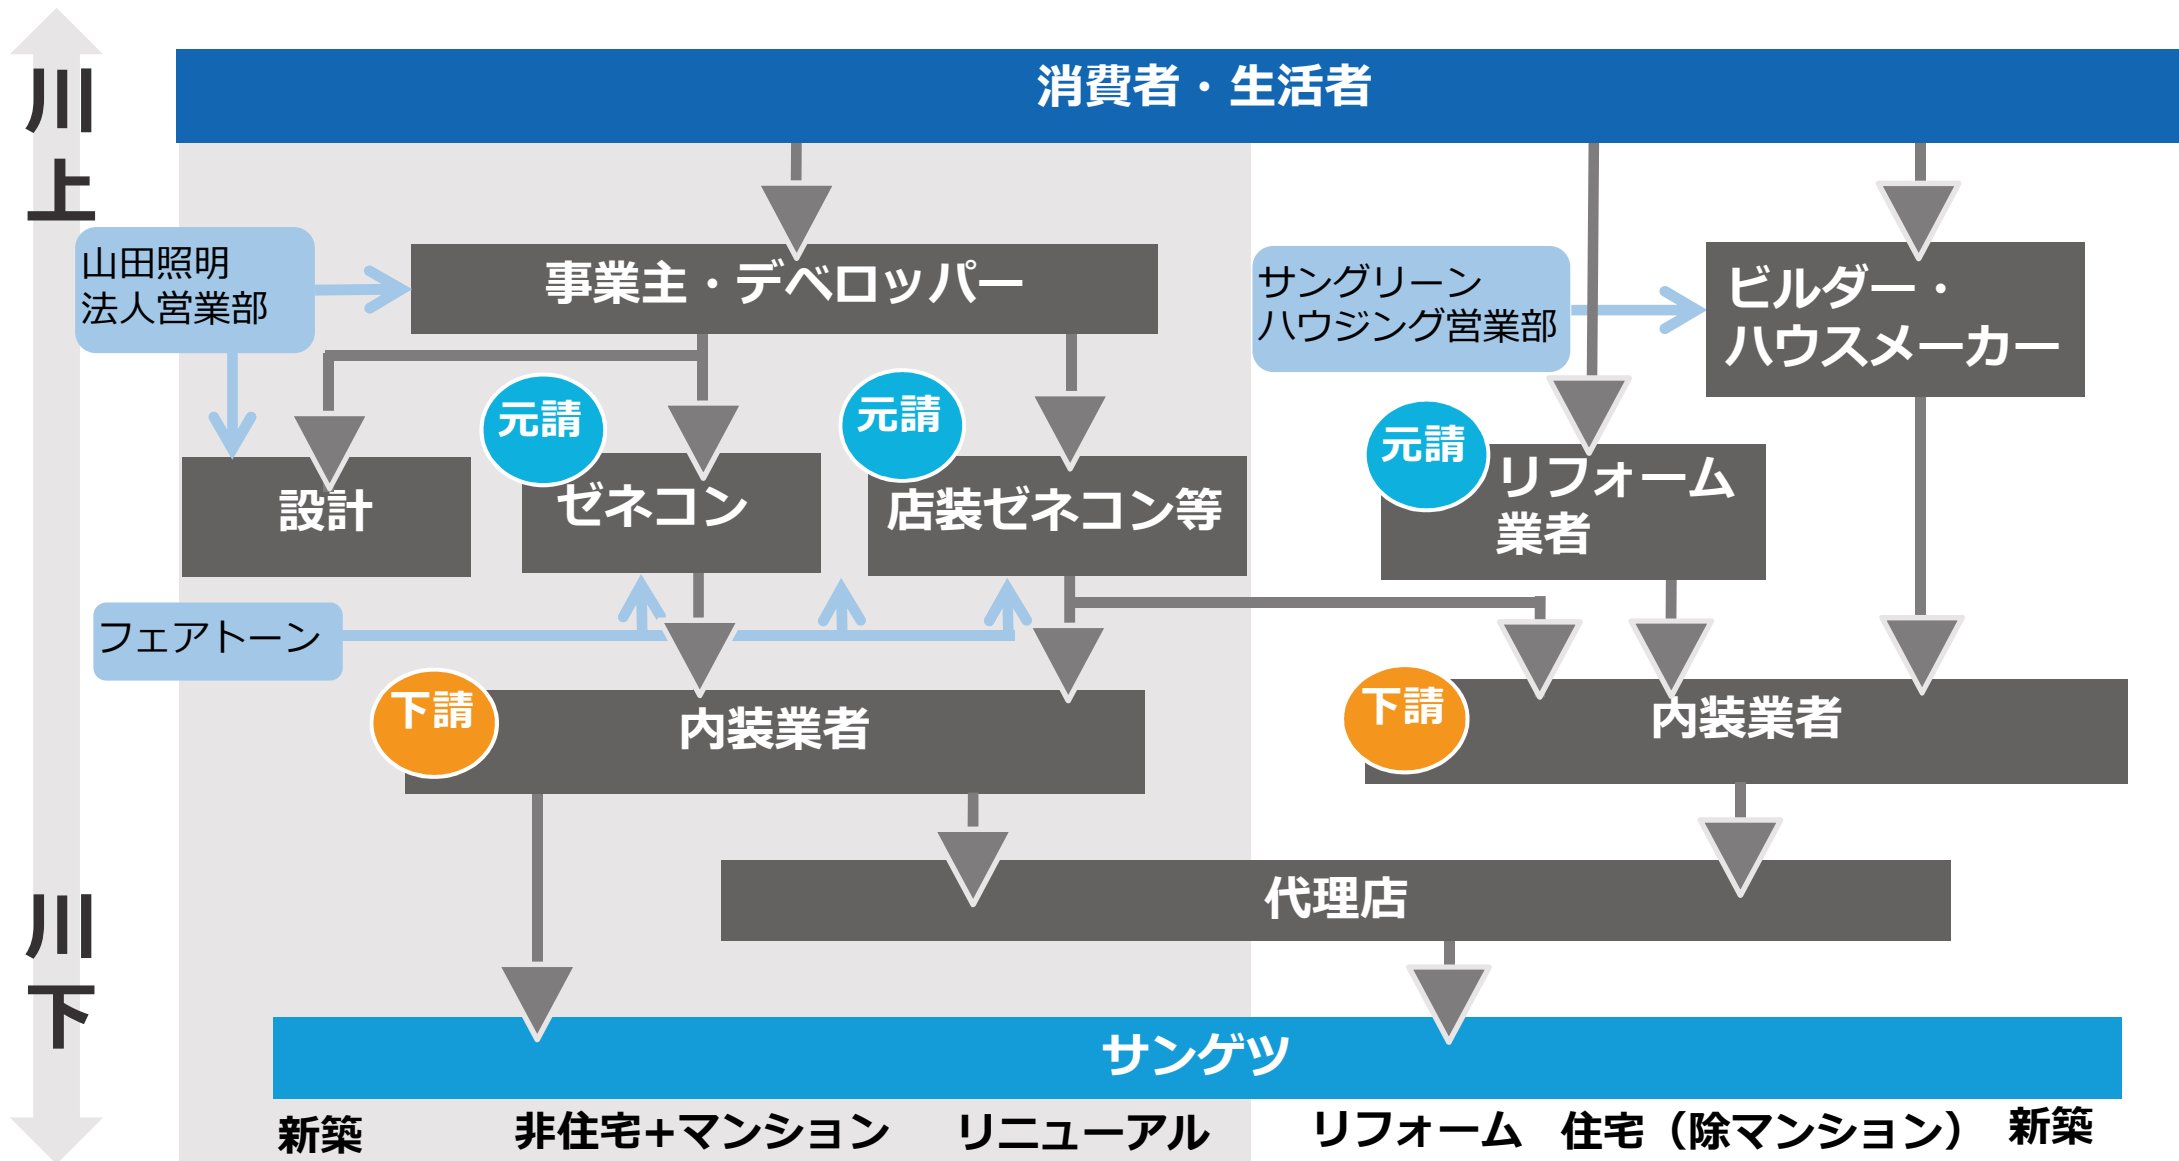 川上
消費者・生活者
山田照明
法人営業部
事業主・デベロッパー
サングリーン
ハウジング営業部
ビルダー・
ハウスメーカー
元請
元請
元請
設計
ゼネコン
店装ゼネコン等
リフォーム
業者
フェアトーン
下請
内装業者
下請
内装業者
代理店
川下
サンゲツ
新築
非住宅+マンション
リニューアル
リフォーム
住宅（除マンション）
新築